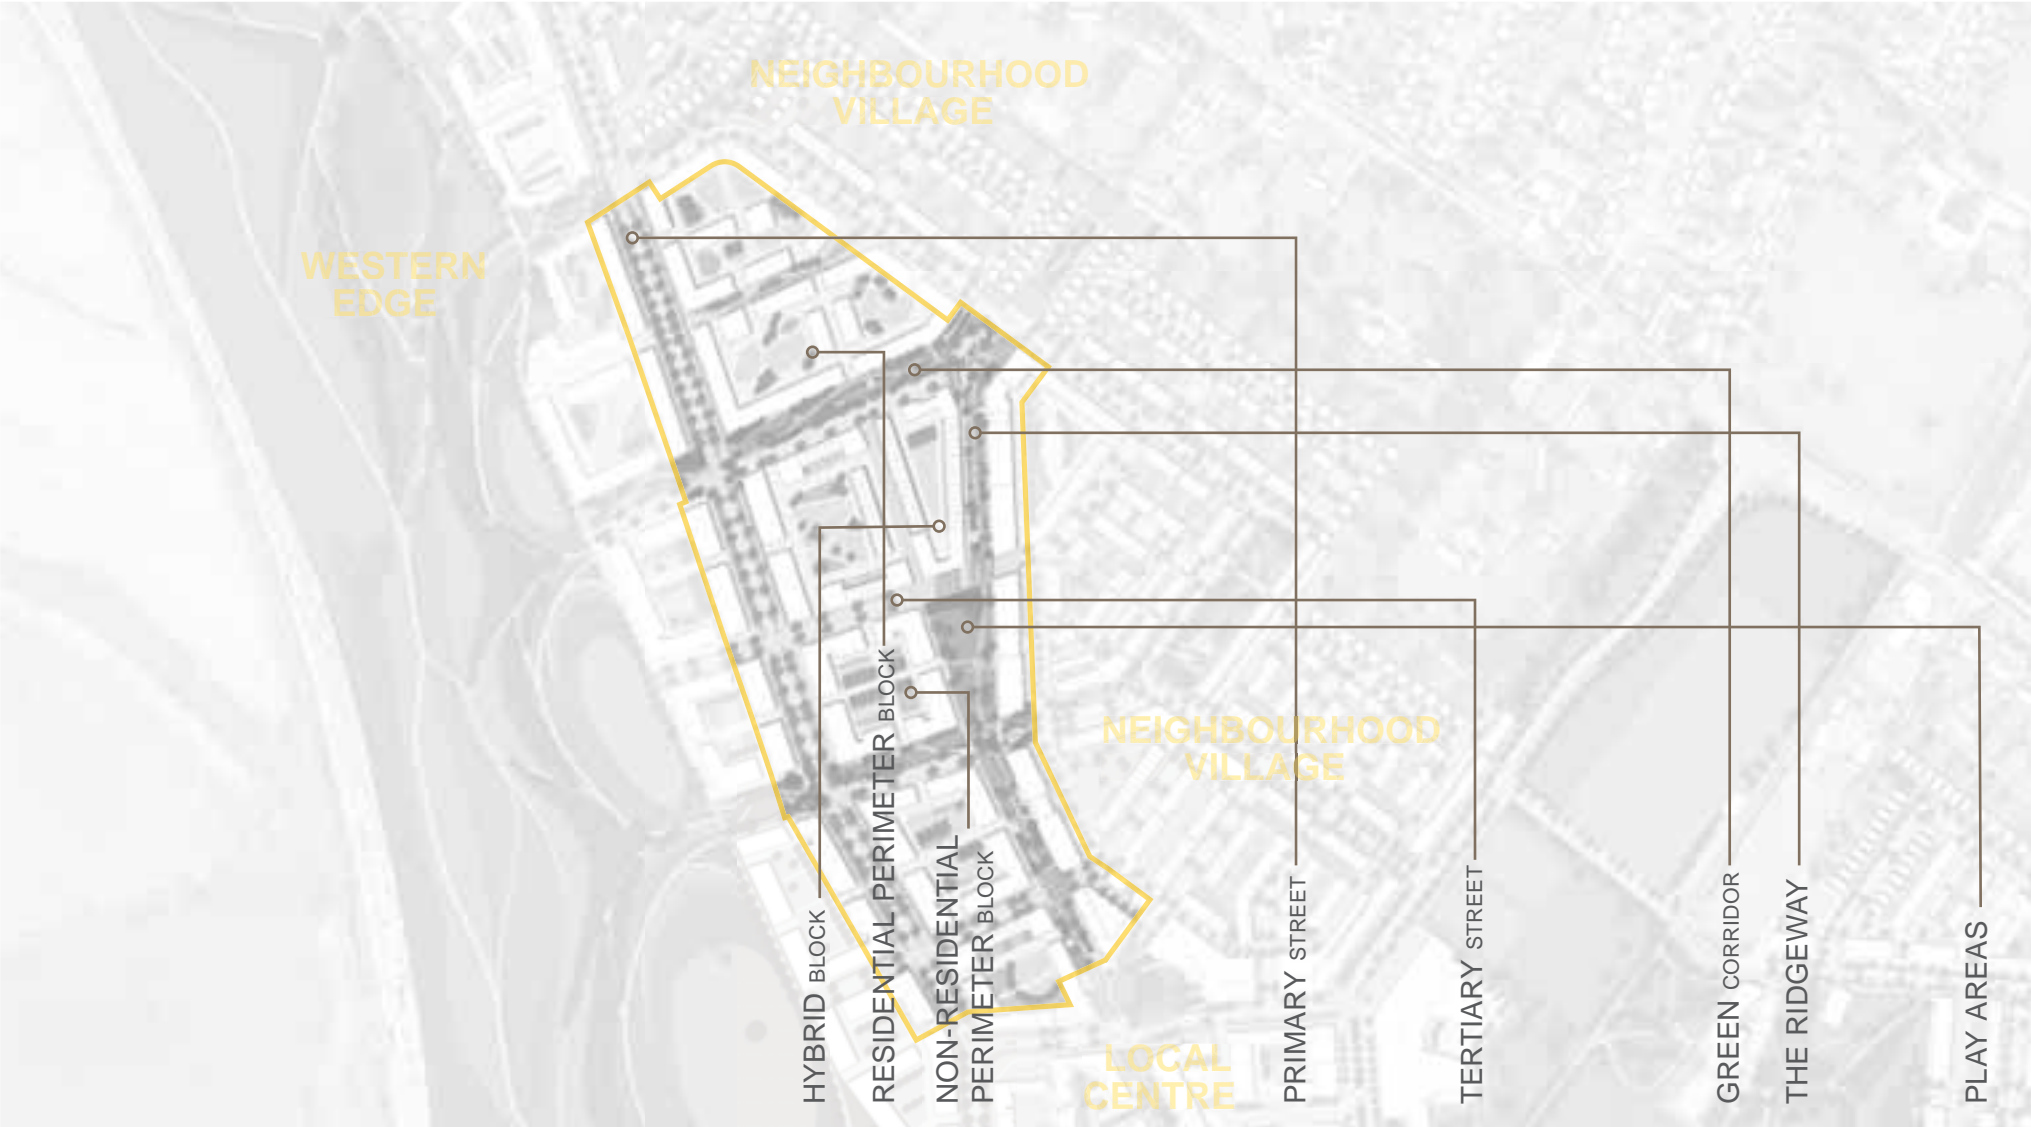 NEIGHBOURHOOD
VILLAGE
WESTERN
EDGE
NEIGHBOURHOOD
VILLAGE
LOCAL
CENTRE
HYBRID BLOCK
RESIDENTIAL PERIMETER BLOCK
NON-RESIDENTIAL
PERIMETER BLOCK
PRIMARY STREET
TERTIARY STREET
GREEN CORRIDOR
THE RIDGEWAY
PLAY AREAS